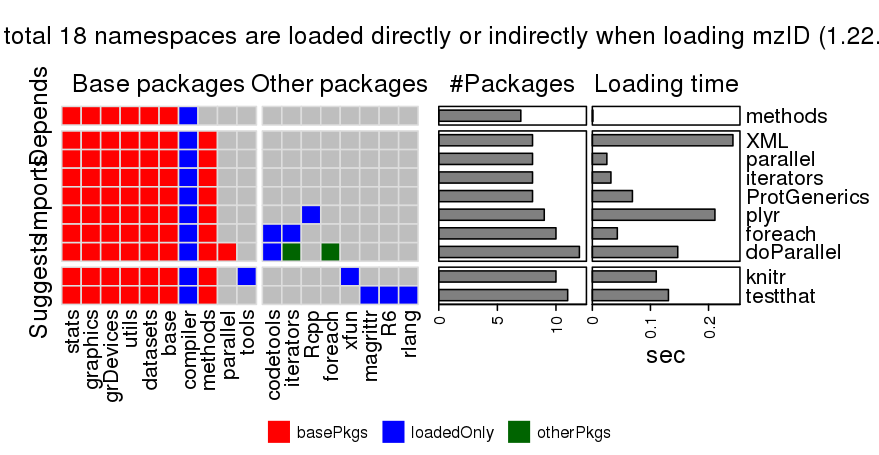 total 18 namespaces are loaded directly or indirectly when loading mzID (1.22.
Base packages Other packages #Packages Loading time
Depends
Imports
Suggests
methods
XML
parallel
iterators
ProtGenerics
plyr
foreach
doParallel
knitr
testthat
stats
graphics
grDevices
utils
datasets
base
compiler
methods
parallel
tools
codetools
iterators
Rcpp
foreach
xfun
magrittr
R6
rlang
0 5 10
0 0.1 0.2
sec
basePkgs loadedOnly otherPkgs